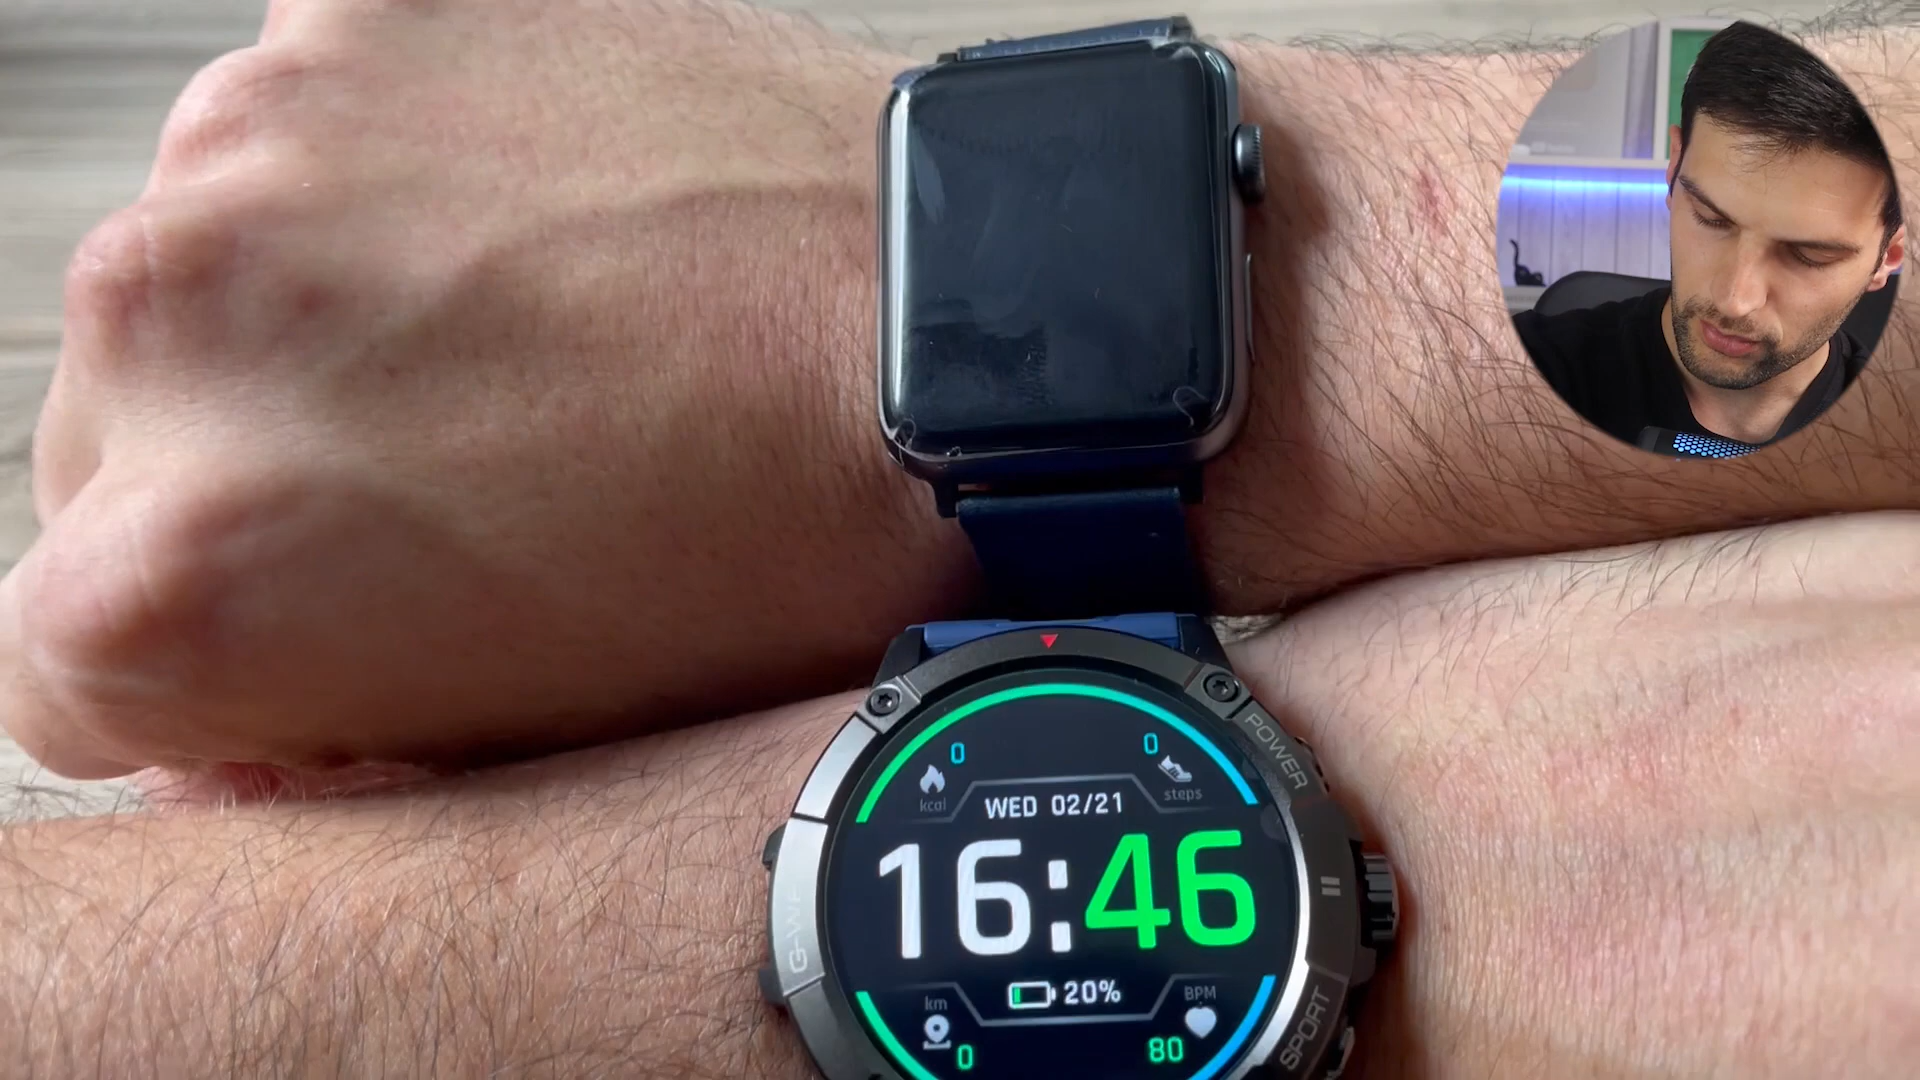 0
0
kcal
steps
POWER
WED 02/21
16:46
20%
km
BPM
0
80
SPORT